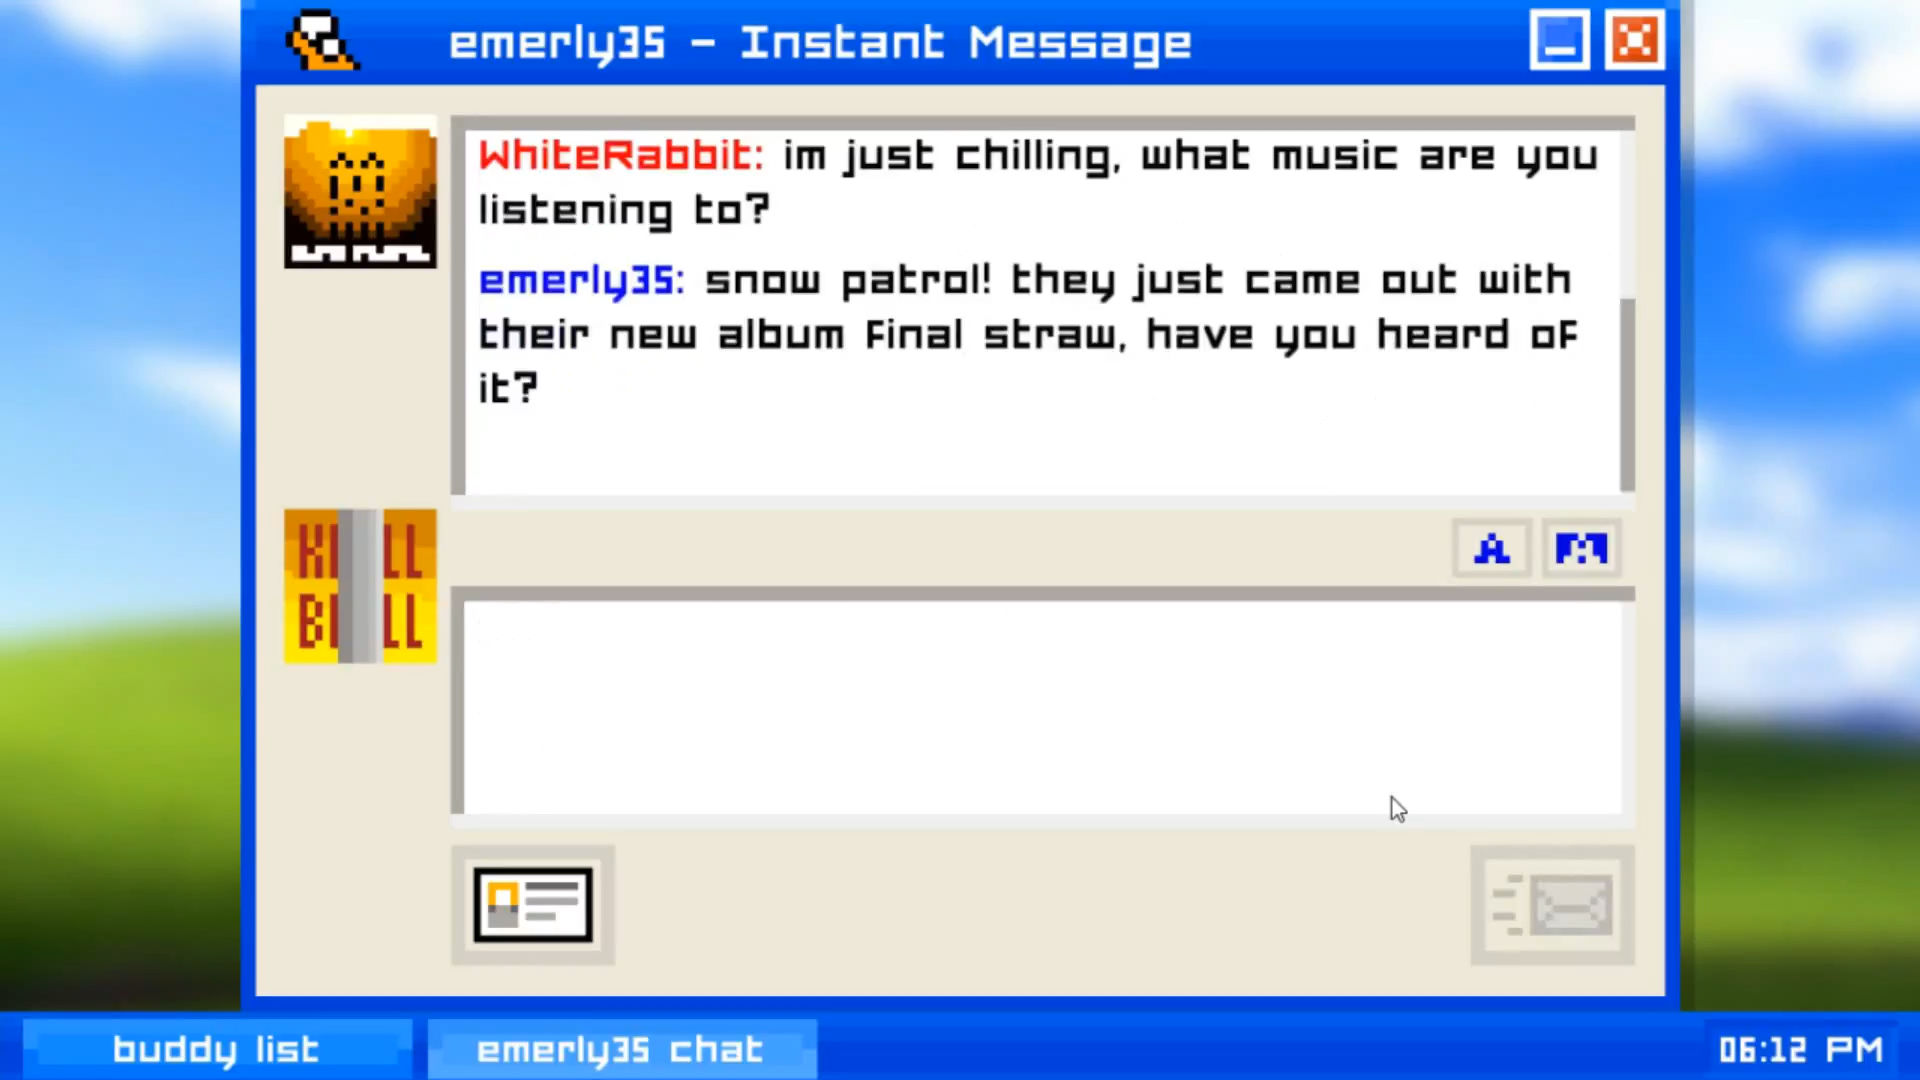 emerly35 - Instant Message
WhiteRabbit: im just chilling, what music are you
listening to?
emerly35: snow patrol! they just came out with
their new album final straw, have you heard of
it?
KILL
BILL
A
buddy list
emerly35 chat
06:12 PM